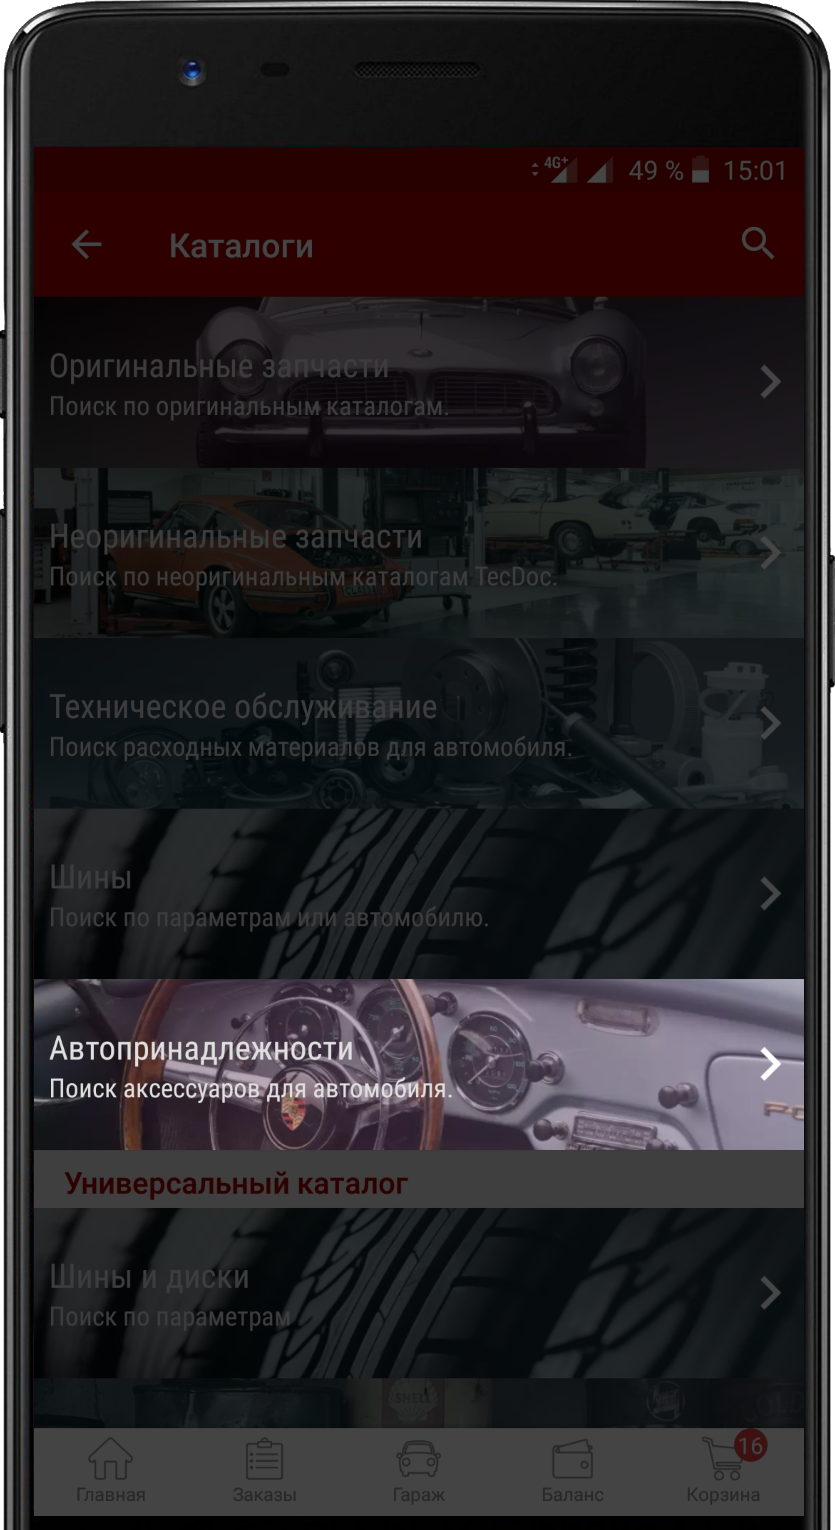 4G+ 49 % 15:01
Каталоги
Оригинальные запчасти
Поиск по оригинальным каталогам.
Неоригинальные запчасти
Поиск по неоригинальным каталогам TecDoc.
Техническое обслуживание
Поиск расходных материалов для автомобиля.
Шины
Поиск по параметрам или автомобилю.
Автопринадлежности
Поиск аксессуаров для автомобиля.
Универсальный каталог
Шины и диски
Поиск по параметрам
SHELL
16
Главная Заказы Гараж Баланс Корзина